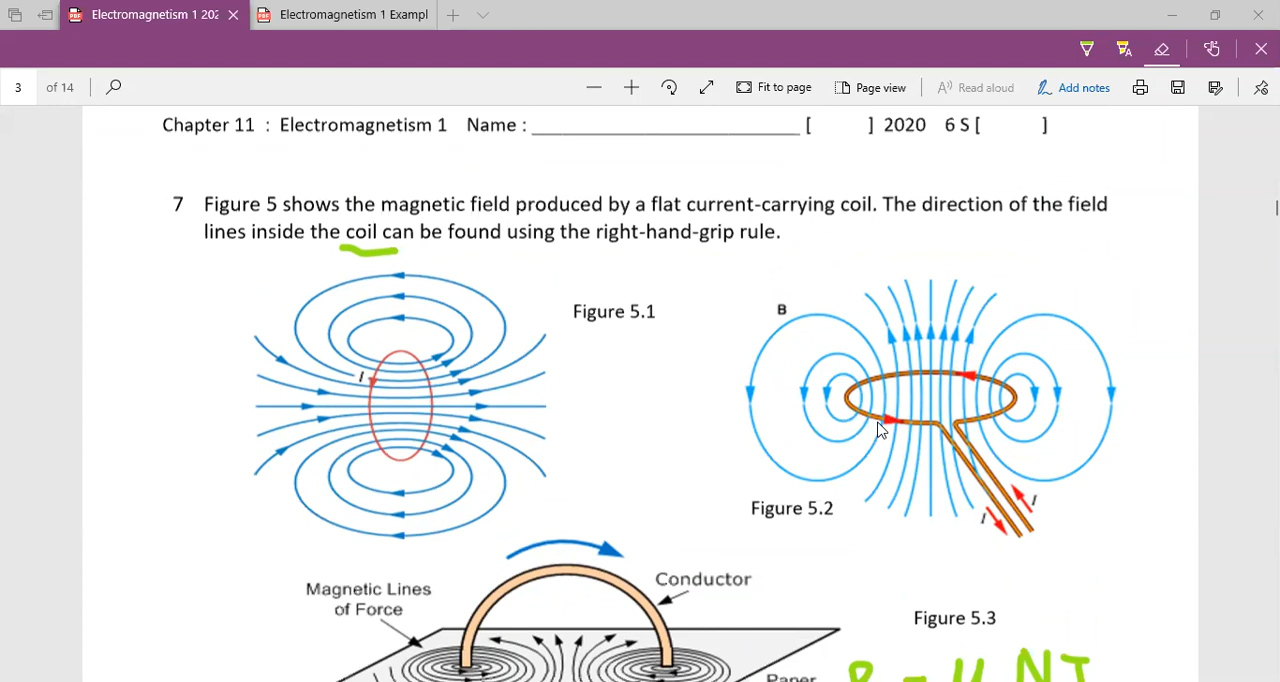 Electromagnetism 1 202
Electromagnetism 1 Exampl
3 of 14
Fit to page
Page view
Read aloud
Add notes
Chapter 11 : Electromagnetism 1 Name : ____________________________ [ ] 2020 6 S [ ]
7 Figure 5 shows the magnetic field produced by a flat current-carrying coil. The direction of the field
lines inside the coil can be found using the right-hand-grip rule.
Figure 5.1
B
I
Figure 5.2
I
I
Magnetic Lines
of Force
Conductor
Figure 5.3
Paper
B = μ NI